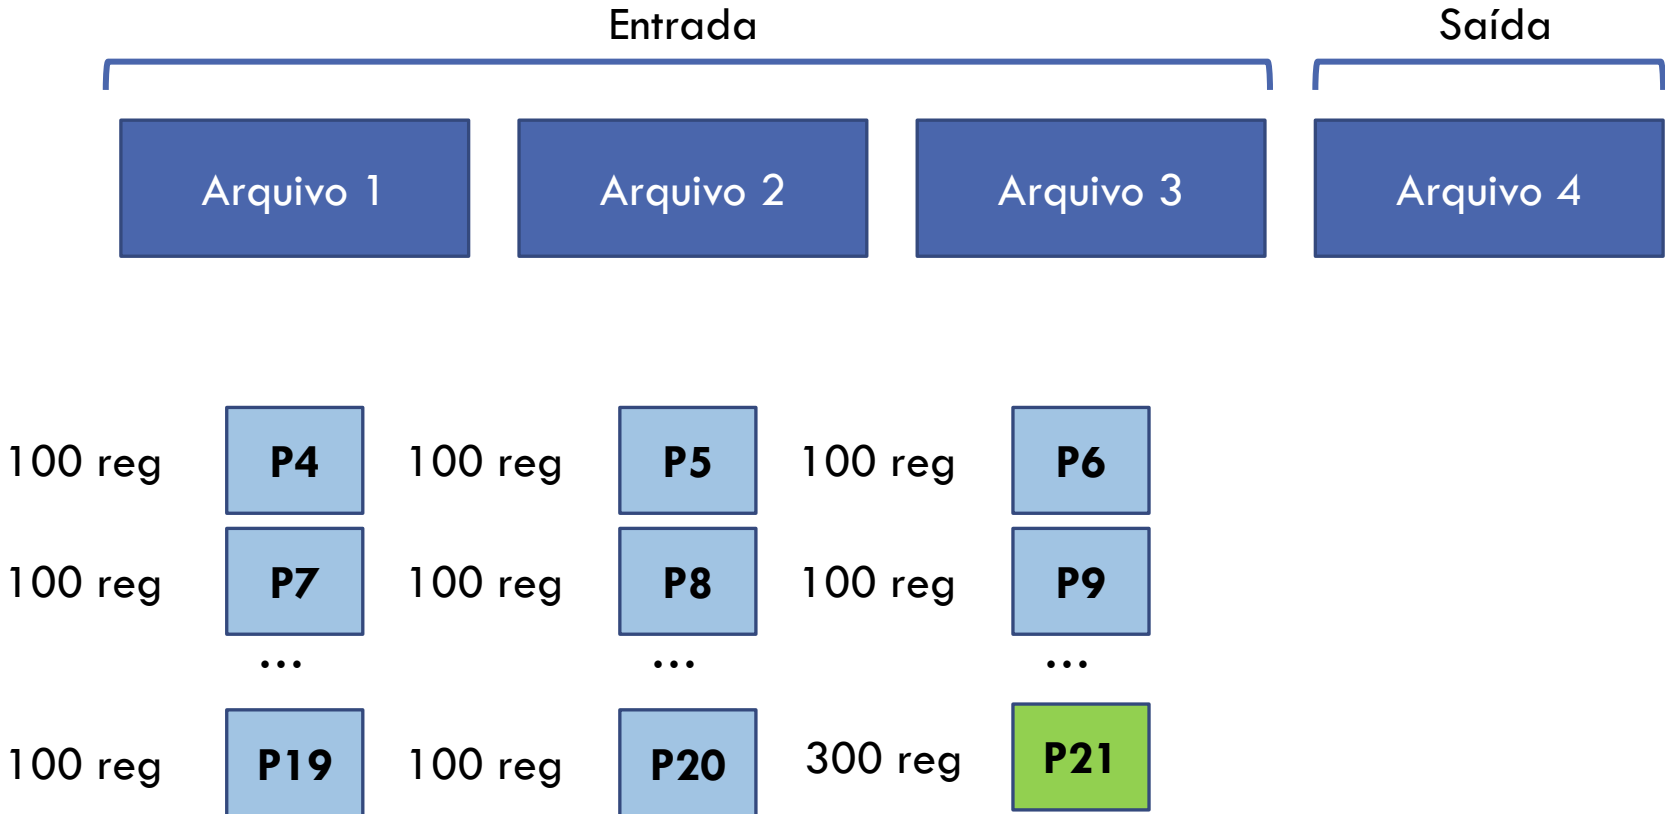 Entrada Saída
Arquivo 1 Arquivo 2 Arquivo 3 Arquivo 4
100 reg P4 100 reg P5 100 reg P6
100 reg P7 100 reg P8 100 reg P9
... ... ...
100 reg P19 100 reg P20 300 reg P21